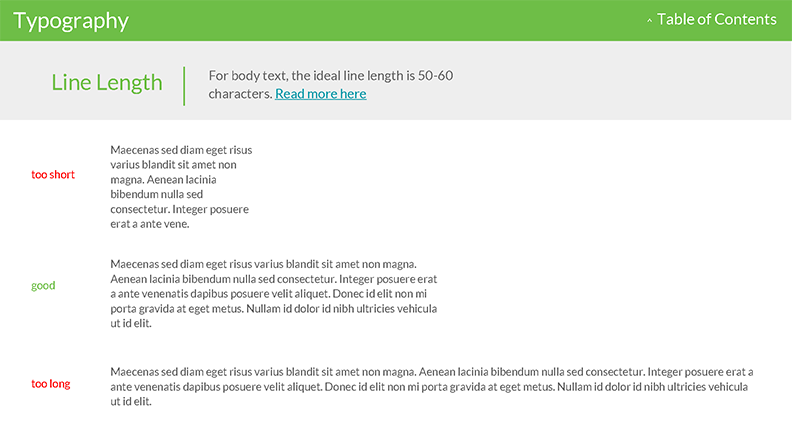 Typography
^ Table of Contents
Line Length
For body text, the ideal line length is 50-60
characters. Read more here
too short
Maecenas sed diam eget risus
varius blandit sit amet non
magna. Aenean lacinia
bibendum nulla sed
consectetur. Integer posuere
erat a ante vene.
good
Maecenas sed diam eget risus varius blandit sit amet non magna.
Aenean lacinia bibendum nulla sed consectetur. Integer posuere erat
a ante venenatis dapibus posuere velit aliquet. Donec id elit non mi
porta gravida at eget metus. Nullam id dolor id nibh ultricies vehicula
ut id elit.
too long
Maecenas sed diam eget risus varius blandit sit amet non magna. Aenean lacinia bibendum nulla sed consectetur. Integer posuere erat a
ante venenatis dapibus posuere velit aliquet. Donec id elit non mi porta gravida at eget metus. Nullam id dolor id nibh ultricies vehicula
ut id elit.